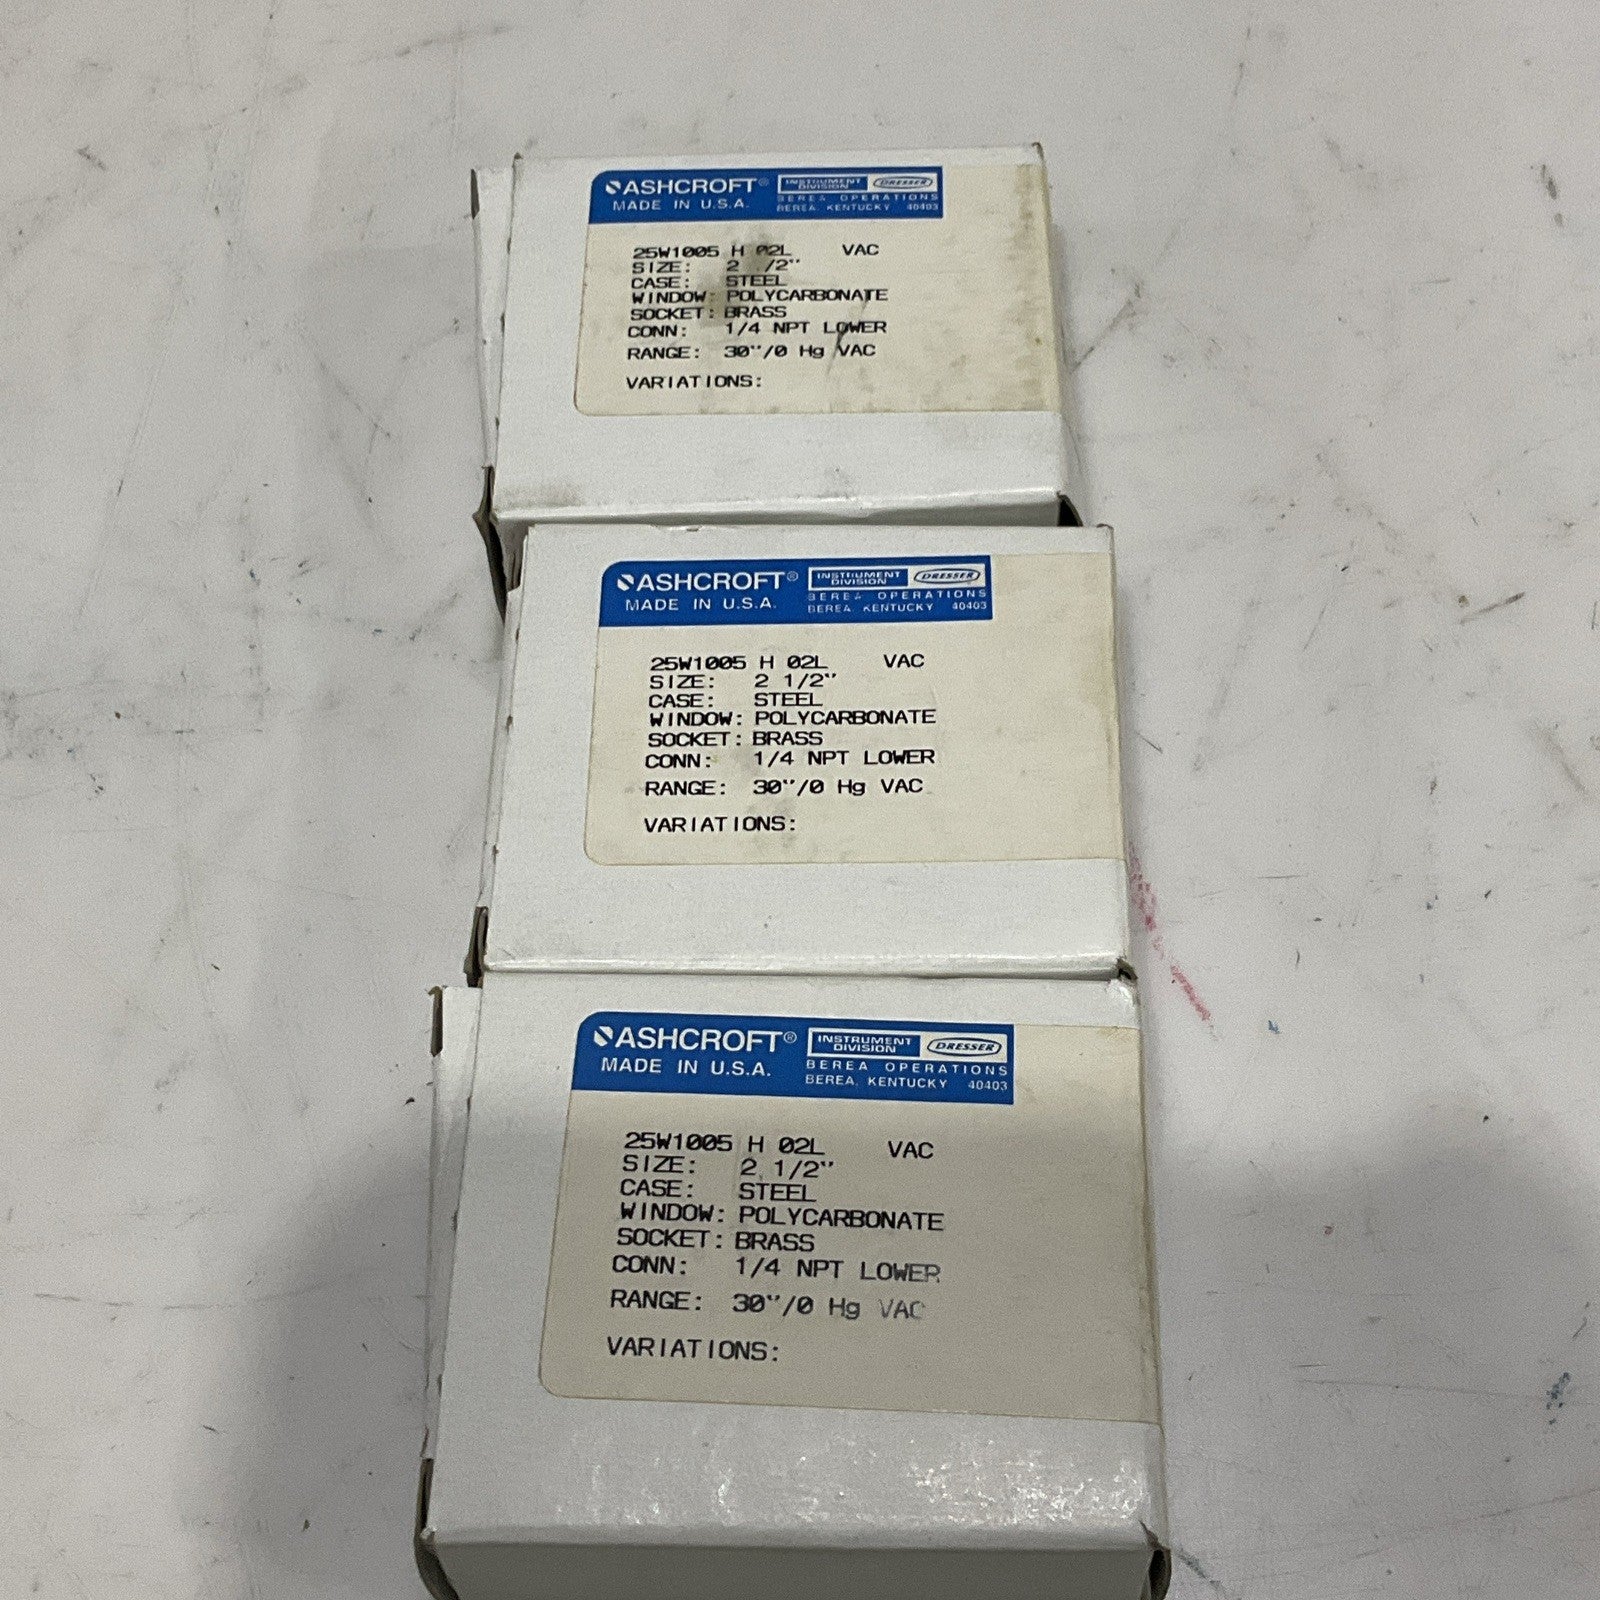 ASHCROFT® INSTRUMENT DIVISION DRESSER
MADE IN U.S.A. BEREA OPERATIONS
BEREA, KENTUCKY 40403
25W1005 H 02L VAC
SIZE: 2 /2"
CASE: STEEL
WINDOW: POLYCARBONATE
SOCKET: BRASS
CONN: 1/4 NPT LOWER
RANGE: 30"/0 Hg VAC
VARIATIONS:
ASHCROFT® INSTRUMENT DIVISION DRESSER
MADE IN U.S.A. BEREA OPERATIONS
BEREA, KENTUCKY 40403
25W1005 H 02L VAC
SIZE: 2 1/2"
CASE: STEEL
WINDOW: POLYCARBONATE
SOCKET: BRASS
CONN: 1/4 NPT LOWER
RANGE: 30"/0 Hg VAC
VARIATIONS:
ASHCROFT® INSTRUMENT DIVISION DRESSER
MADE IN U.S.A. BEREA OPERATIONS
BEREA, KENTUCKY 40403
25W1005 H 02L VAC
SIZE: 2 1/2"
CASE: STEEL
WINDOW: POLYCARBONATE
SOCKET: BRASS
CONN: 1/4 NPT LOWER
RANGE: 30"/0 Hg VAC
VARIATIONS: